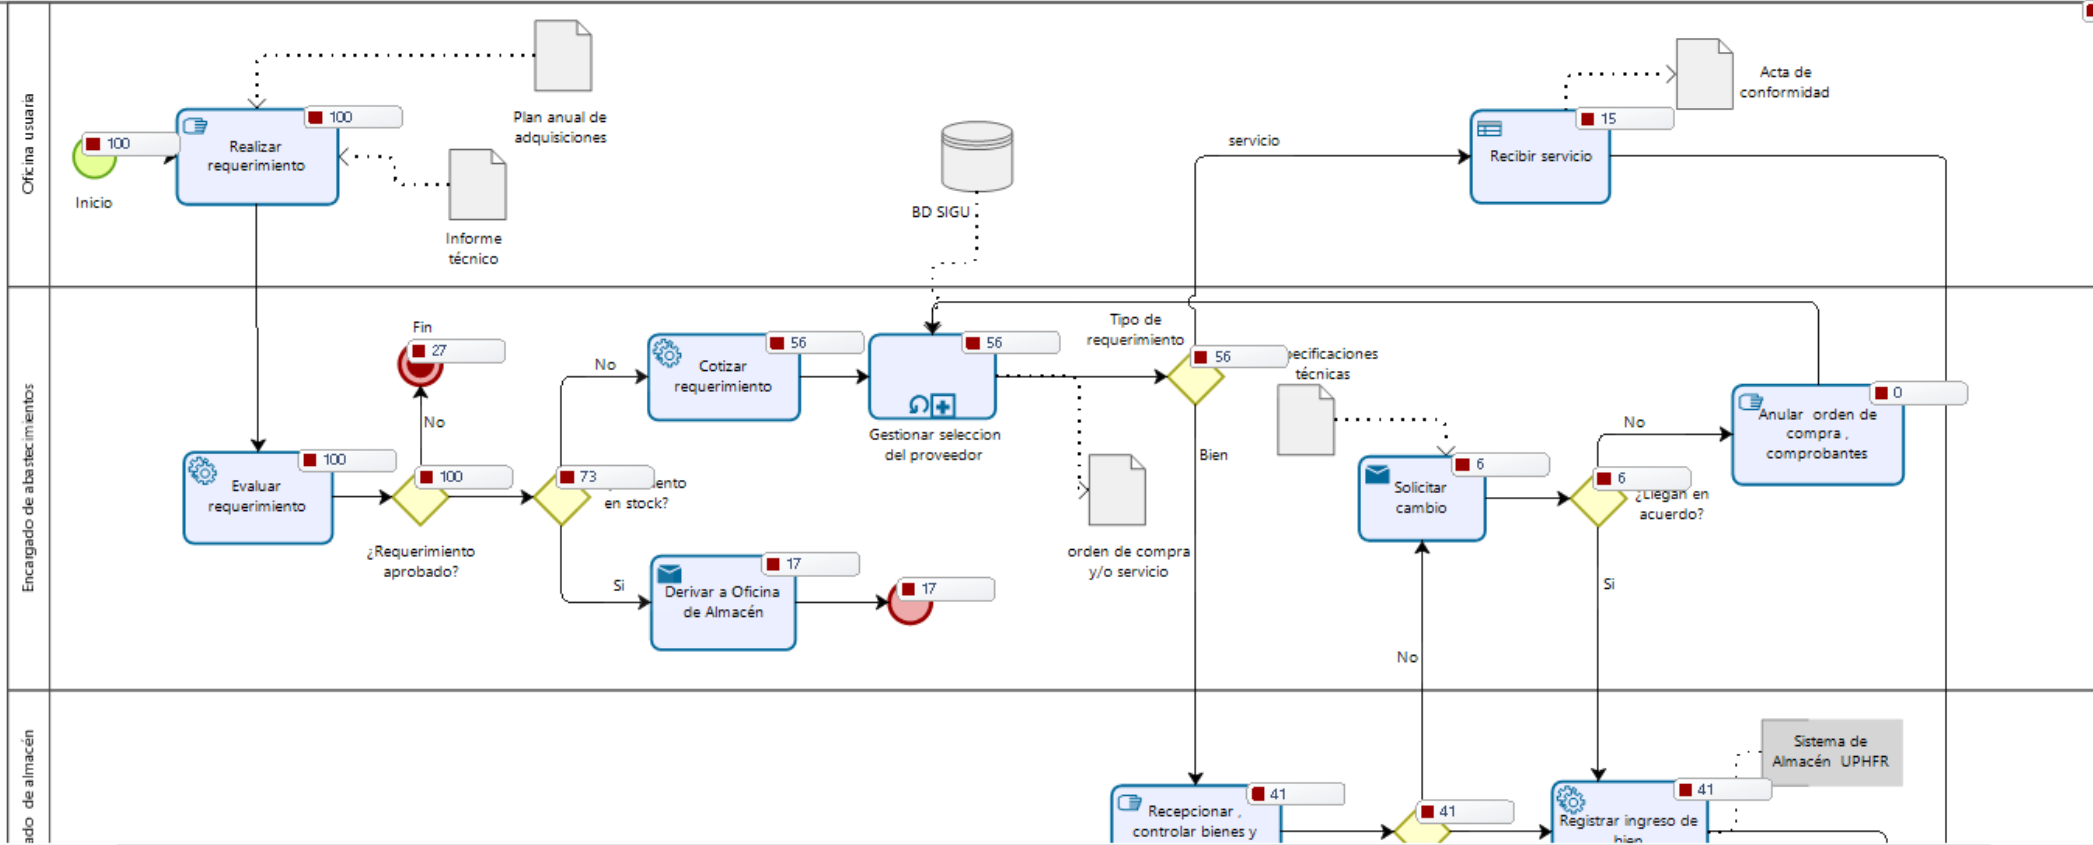 Oficina usuaria
100
Inicio
100
Realizar
requerimiento
Plan anual de
adquisiciones
Informe
técnico
BD SIGU
servicio
15
Recibir servicio
Acta de
conformidad
Encargado de abastecimientos
Fin
27
No
100
Evaluar
requerimiento
100
¿Requerimiento
aprobado?
73
en stock?
No
56
Cotizar
requerimiento
56
Gestionar seleccion
del proveedor
Tipo de
requerimiento
56
técnicas
orden de compra
y/o servicio
Bien
Si
17
Derivar a Oficina
de Almacén
17
6
Solicitar
cambio
No
6
¿Llegan en
acuerdo?
No
0
Anular orden de
compra ,
comprobantes
Si
de almacén
41
Recepcionar ,
controlar bienes y
41
41
Registrar ingreso de
bien
Sistema de
Almacén UPHFR